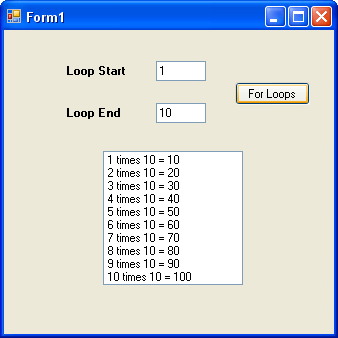 Form1
Loop Start 1
For Loops
Loop End 10
1 times 10 = 10
2 times 10 = 20
3 times 10 = 30
4 times 10 = 40
5 times 10 = 50
6 times 10 = 60
7 times 10 = 70
8 times 10 = 80
9 times 10 = 90
10 times 10 = 100